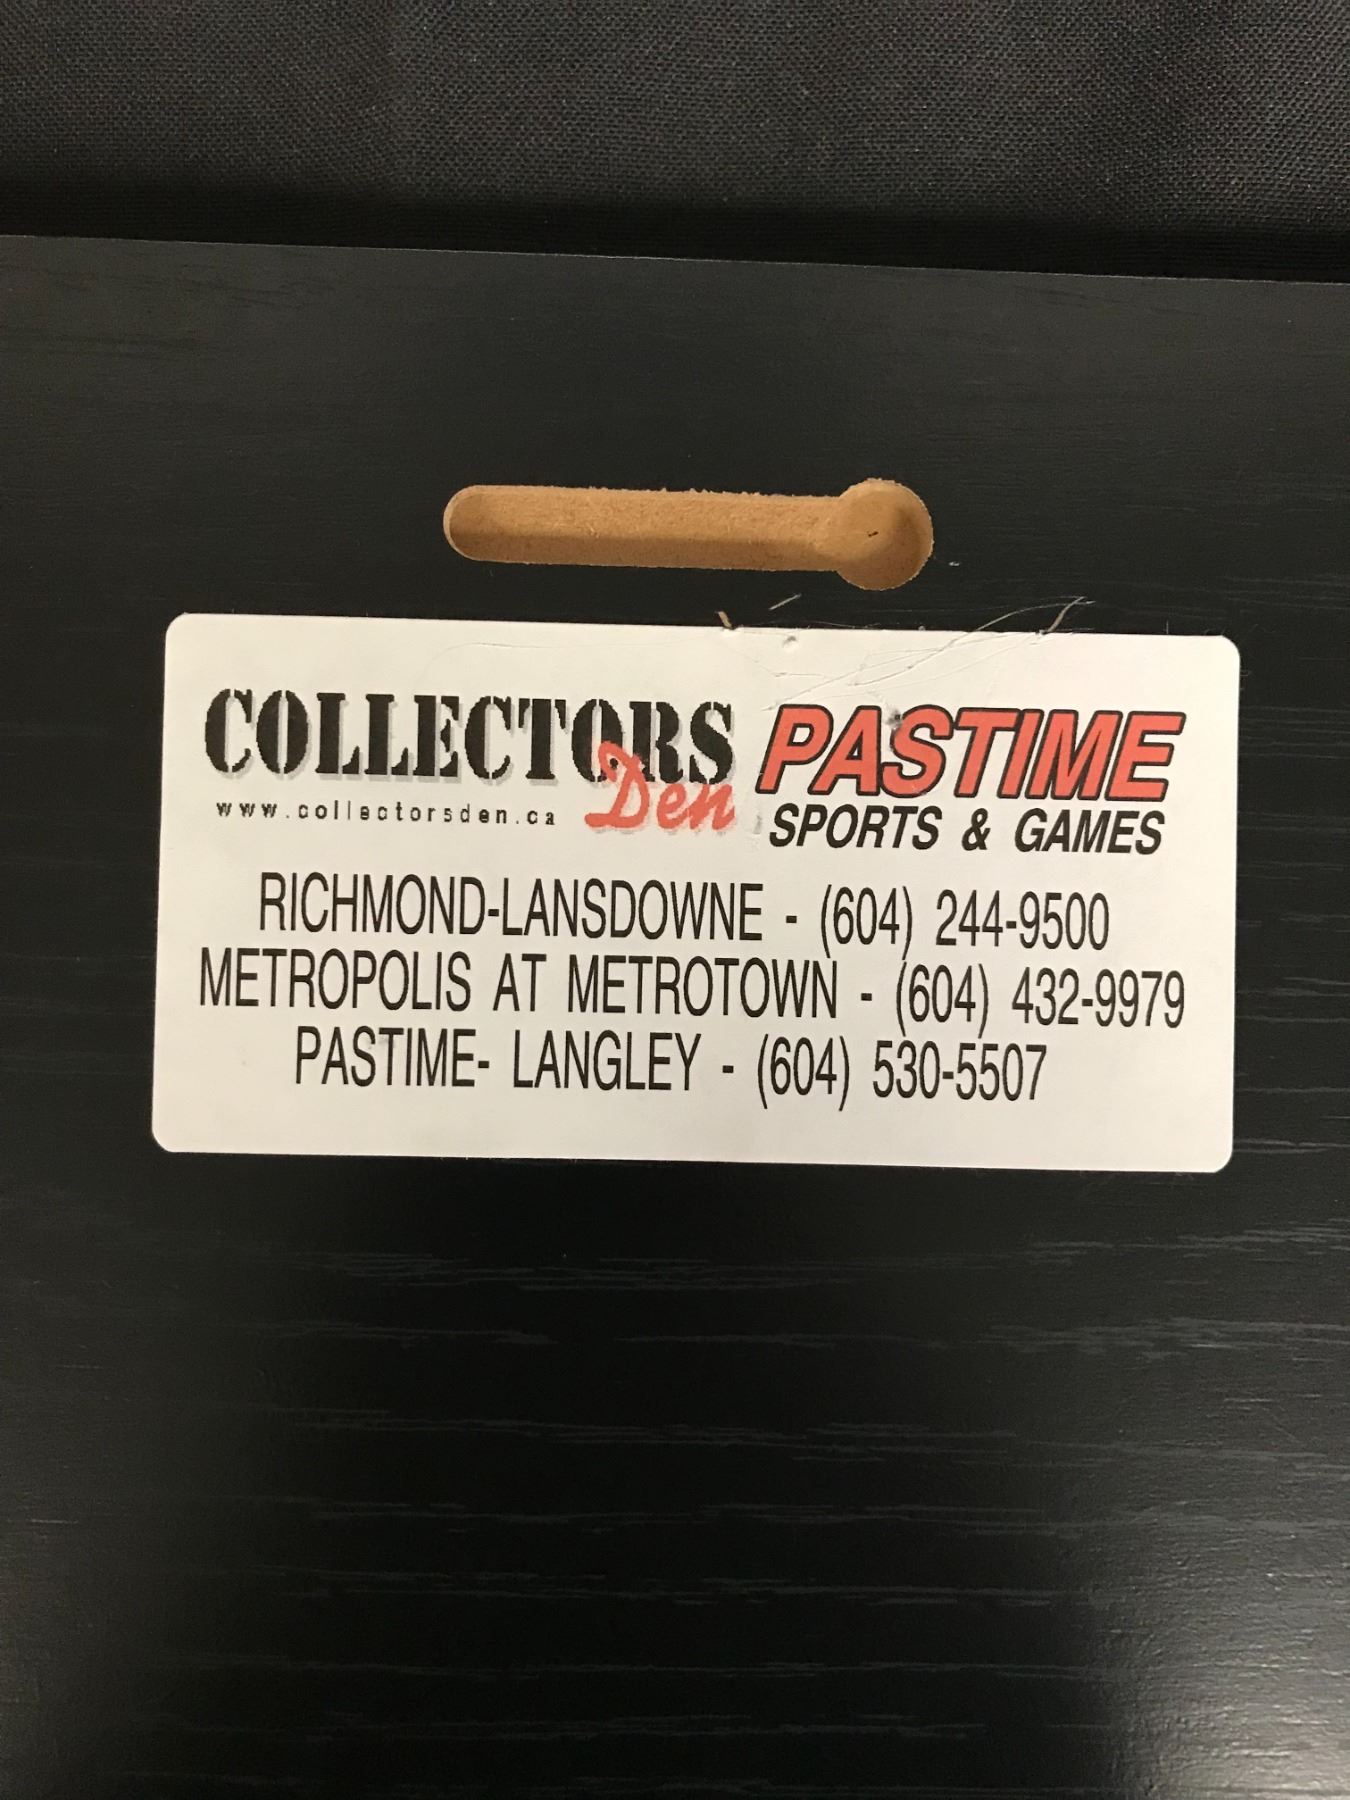 COLLECTORS Den
www.collectorsden.ca
PASTIME
SPORTS & GAMES
RICHMOND-LANSDOWNE - (604) 244-9500
METROPOLIS AT METROTOWN - (604) 432-9979
PASTIME- LANGLEY - (604) 530-5507